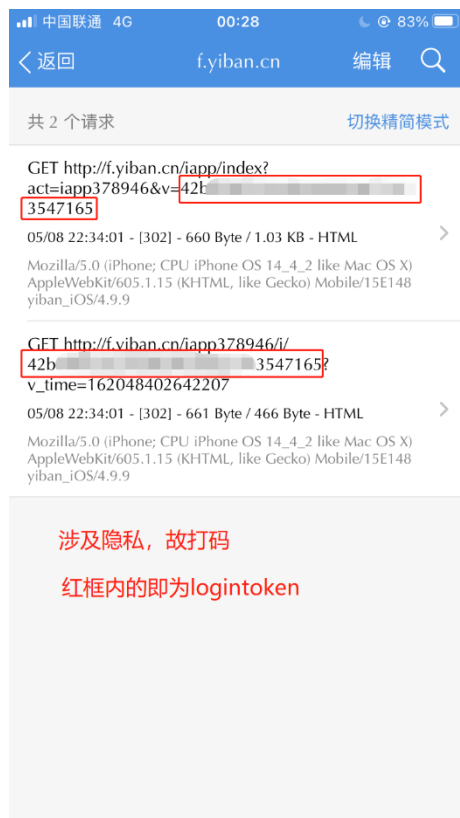 中国联通 4G 00:28 83%
返回 f.yiban.cn 编辑
共 2 个请求 切换精简模式
GET http://f.yiban.cn/iapp/index?
act=iapp378946&v=42b
3547165
05/08 22:34:01 - [302] - 660 Byte / 1.03 KB - HTML
Mozilla/5.0 (iPhone; CPU iPhone OS 14_4_2 like Mac OS X)
AppleWebKit/605.1.15 (KHTML, like Gecko) Mobile/15E148
yiban_iOS/4.9.9
GET http://f.yiban.cn/iapp378946/i/
42b 3547165?
v_time=162048402642207
05/08 22:34:01 - [302] - 661 Byte / 466 Byte - HTML
Mozilla/5.0 (iPhone; CPU iPhone OS 14_4_2 like Mac OS X)
AppleWebKit/605.1.15 (KHTML, like Gecko) Mobile/15E148
yiban_iOS/4.9.9
涉及隐私，故打码
红框内的即为logintoken